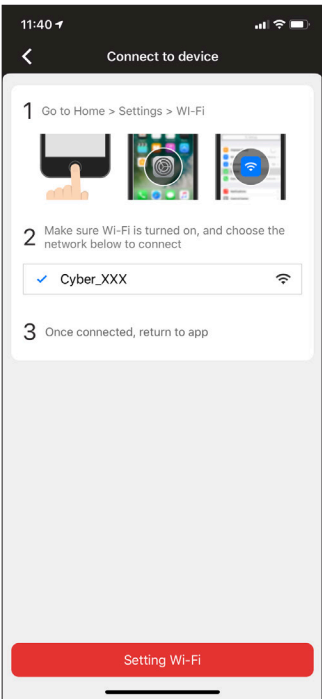 11:40
Connect to device
1 Go to Home > Settings > WI-Fi
2 Make sure Wi-Fi is turned on, and choose the
network below to connect
Cyber_XXX
3 Once connected, return to app
Setting Wi-Fi